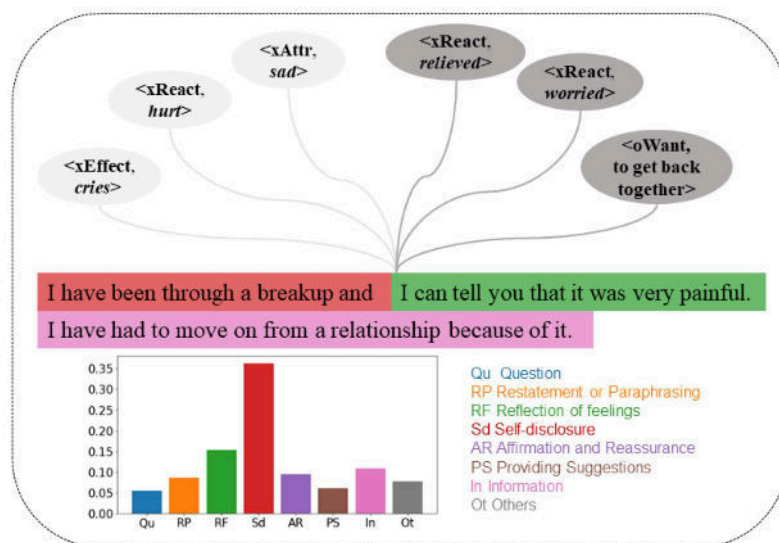 <xAttr,
sad>
<xReact,
relieved>
<xReact,
hurt>
<xReact,
worried>
<xEffect,
cries>
<oWant,
to get back
together>
I have been through a breakup and I can tell you that it was very painful.
I have had to move on from a relationship because of it.
0.35
0.30
0.25
0.20
0.15
0.10
0.05
0.00
Qu RP RF Sd AR PS In Ot
Qu Question
RP Restatement or Paraphrasing
RF Reflection of feelings
Sd Self-disclosure
AR Affirmation and Reassurance
PS Providing Suggestions
In Information
Ot Others